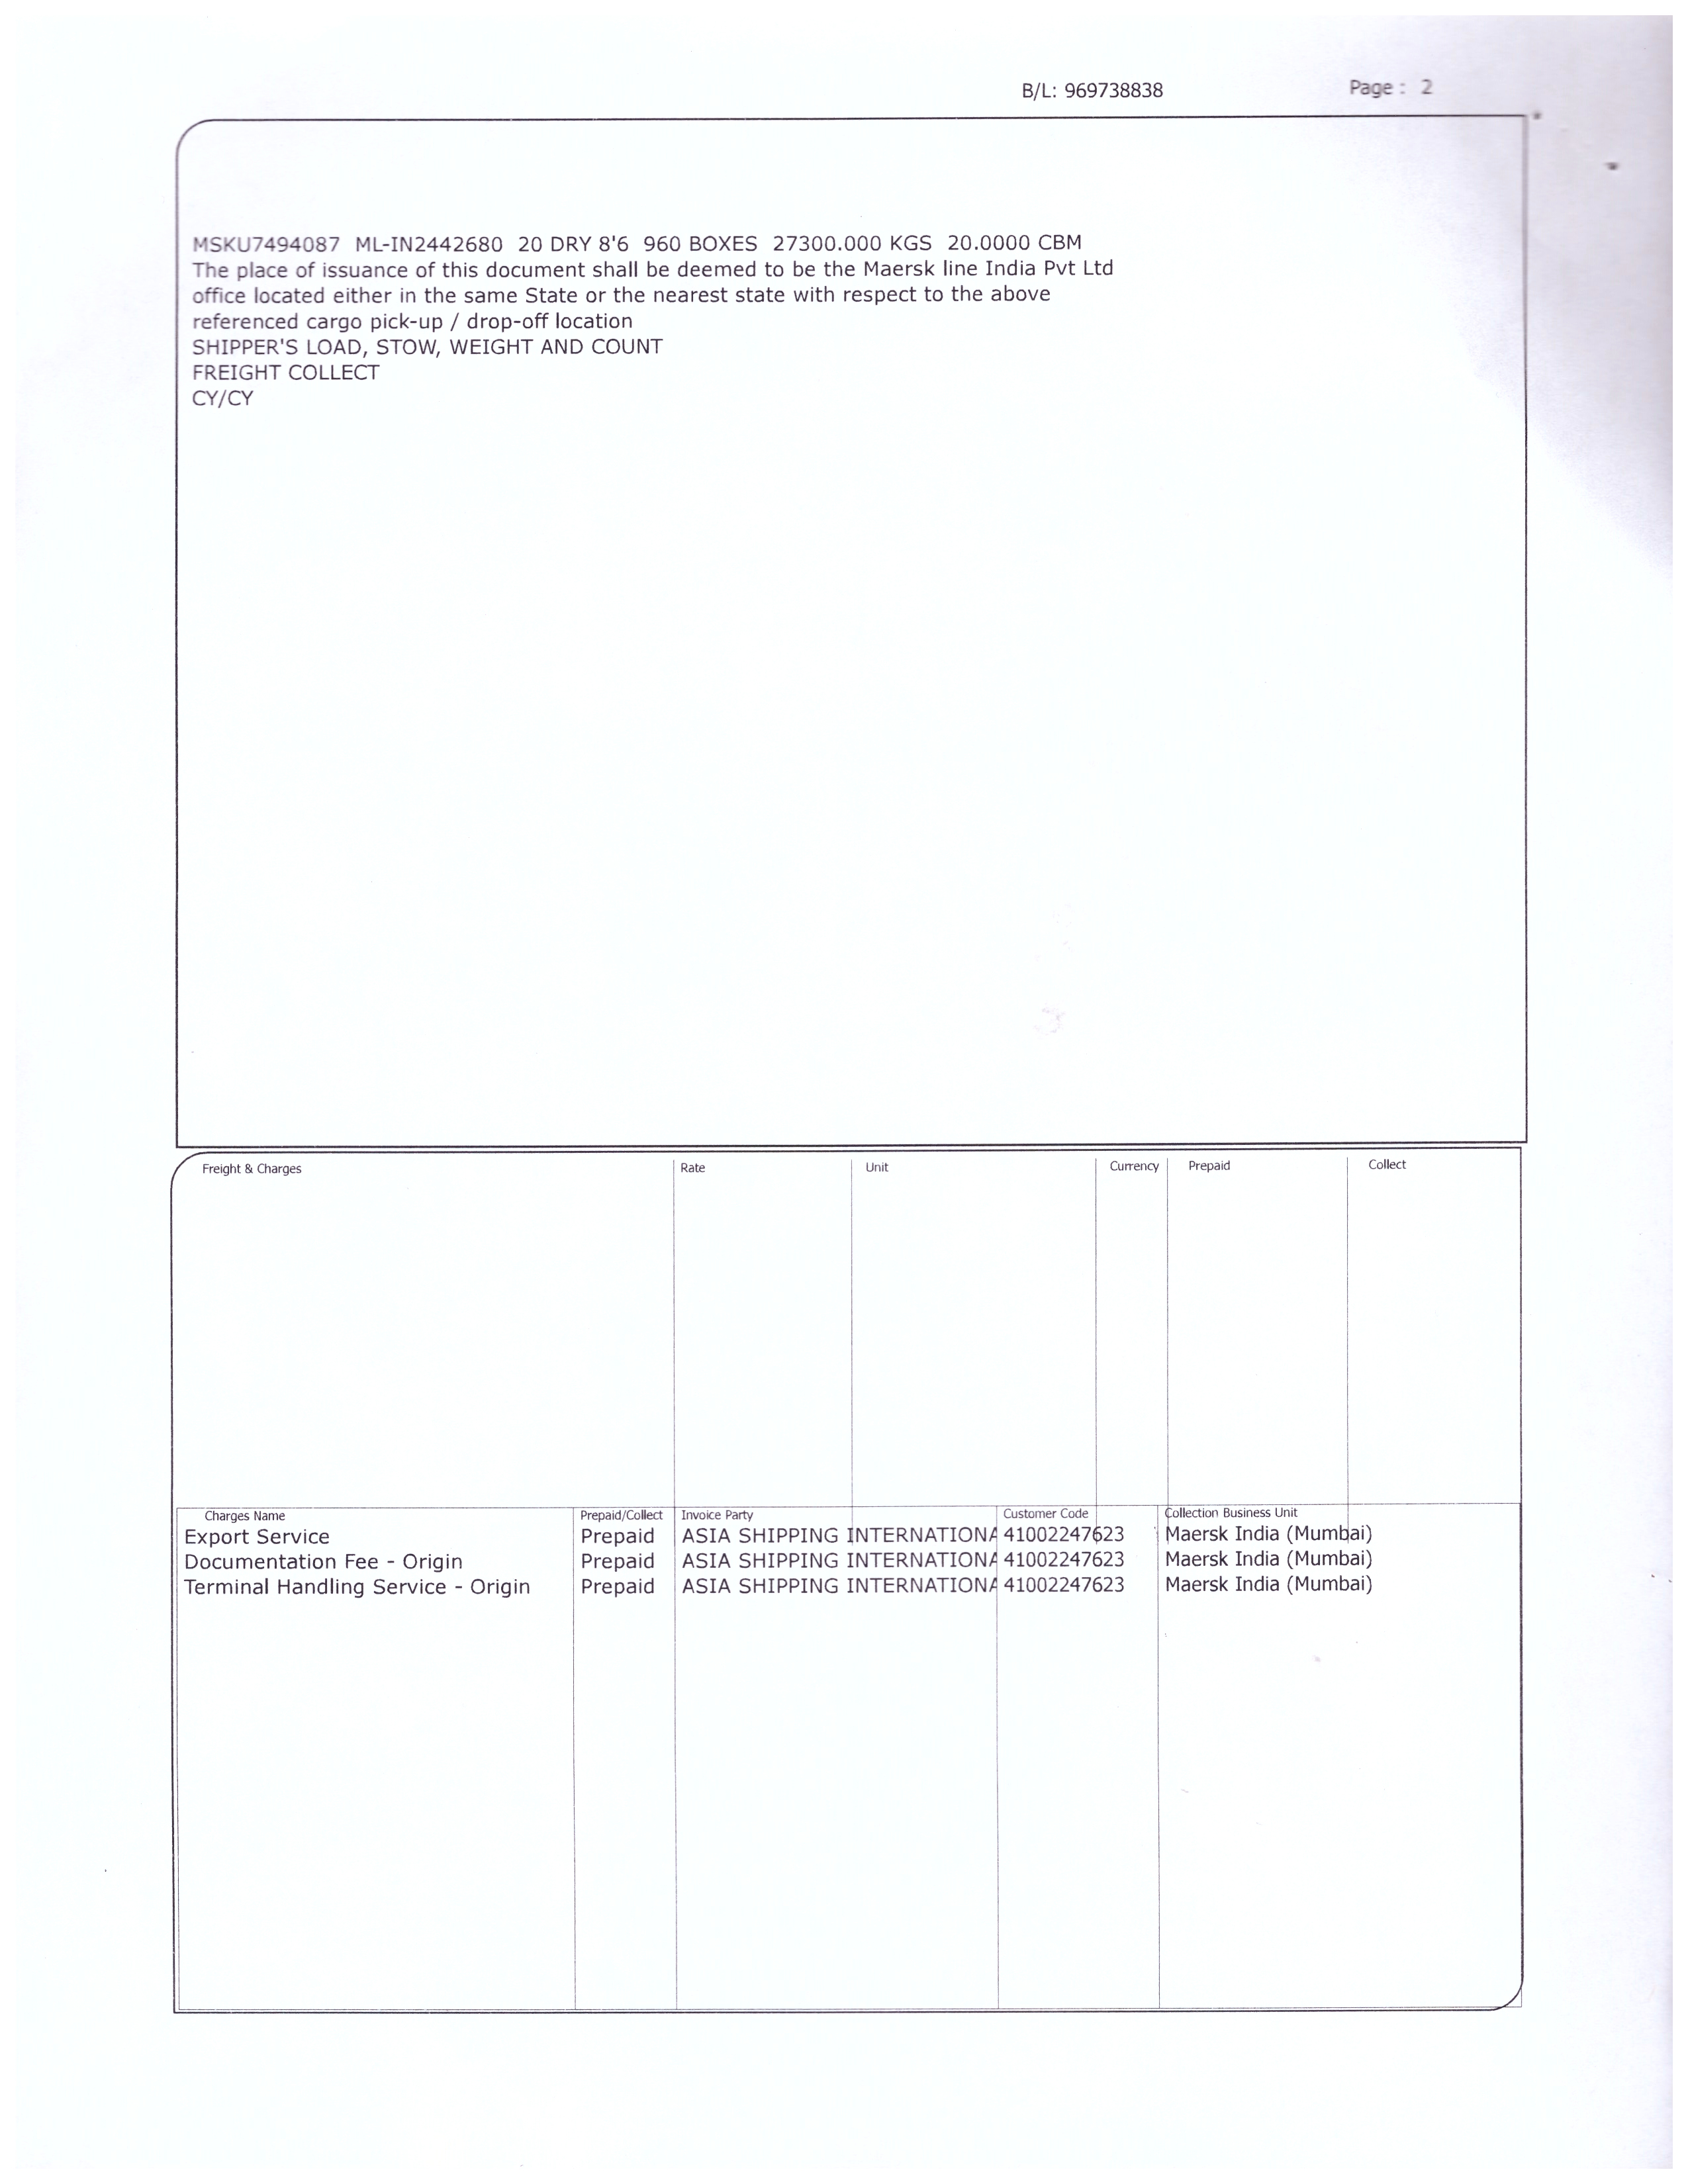 B/L: 969738838 Page : 2
MSKU7494087 ML-IN2442680 20 DRY 8'6 960 BOXES 27300.000 KGS 20.0000 CBM
The place of issuance of this document shall be deemed to be the Maersk line India Pvt Ltd
office located either in the same State or the nearest state with respect to the above
referenced cargo pick-up / drop-off location
SHIPPER'S LOAD, STOW, WEIGHT AND COUNT
FREIGHT COLLECT
CY/CY
Freight & Charges Rate Unit Currency Prepaid Collect
Charges Name Prepaid/Collect Invoice Party Customer Code Collection Business Unit
Export Service Prepaid ASIA SHIPPING INTERNATIONA 41002247623 Maersk India (Mumbai)
Documentation Fee - Origin Prepaid ASIA SHIPPING INTERNATIONA 41002247623 Maersk India (Mumbai)
Terminal Handling Service - Origin Prepaid ASIA SHIPPING INTERNATIONA 41002247623 Maersk India (Mumbai)